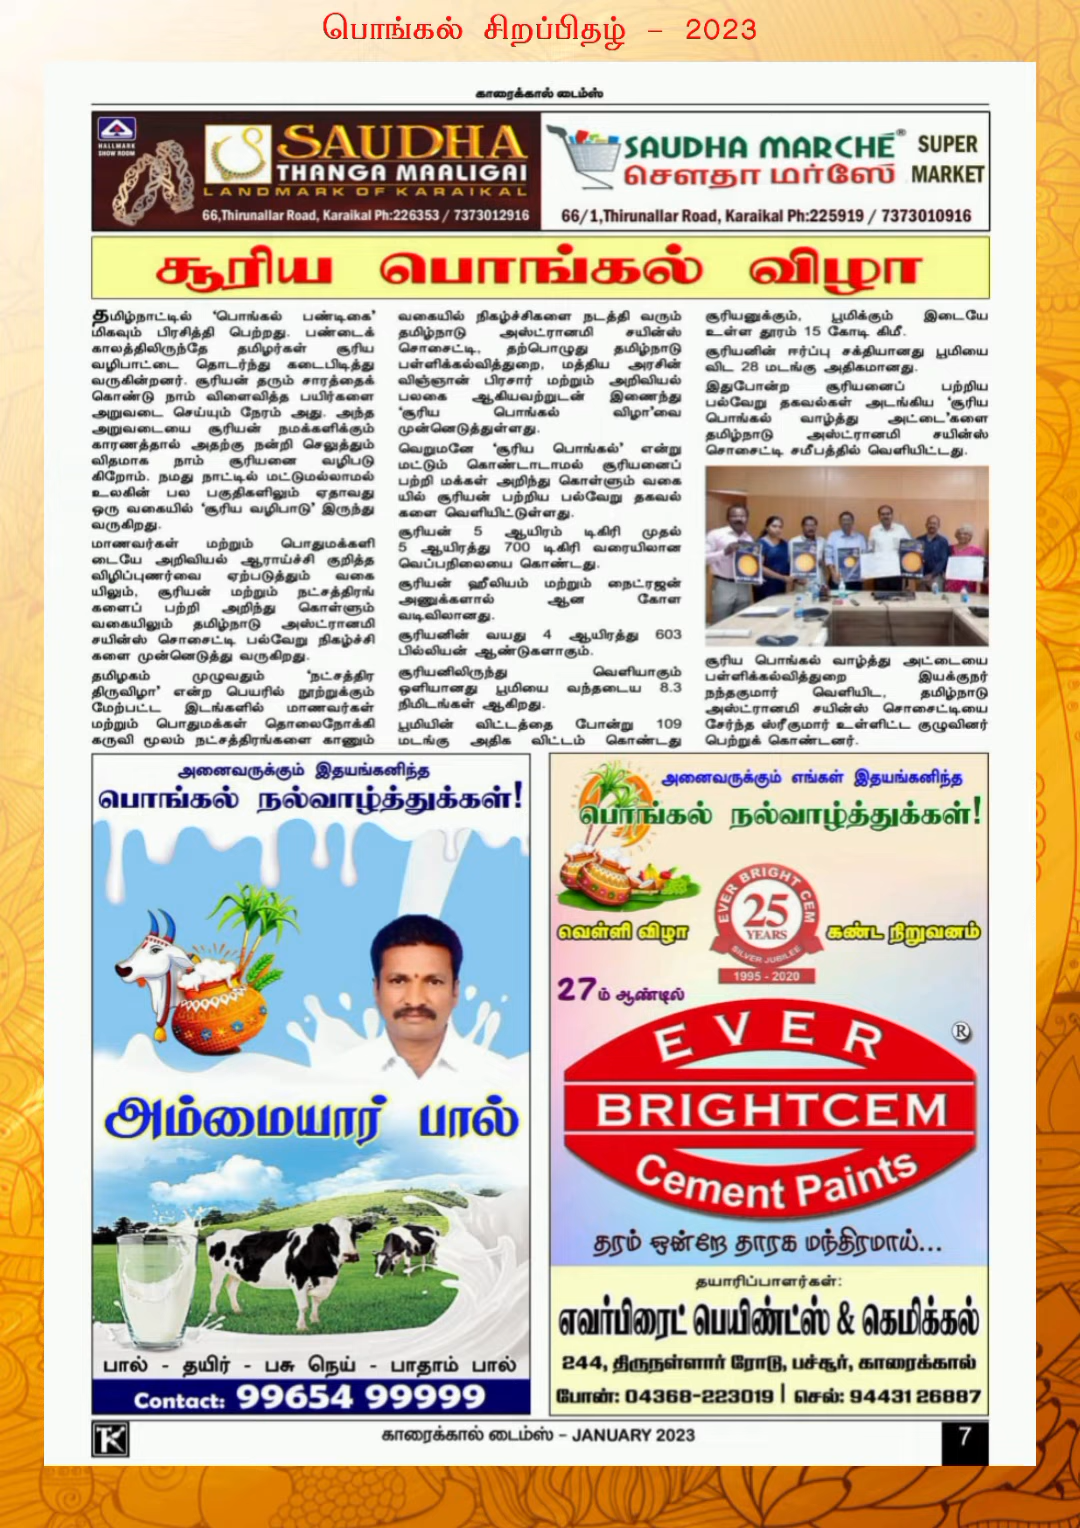 பொங்கல் சிறப்பிதழ் - 2023
காரைக்கால் டைம்ஸ்
HALLMARK
SHOW ROOM
SAUDHA
THANGA MAALIGAI
LANDMARK OF KARAIKAL
66,Thirunallar Road, Karaikal Ph:226353 / 7373012916
SAUDHA MARCHÉ®
சௌதா மர்ஸே
SUPER
MARKET
66/1,Thirunallar Road, Karaikal Ph:225919 / 7373010916
சூரிய பொங்கல் விழா
தமிழ்நாட்டில் ‘பொங்கல் பண்டிகை’
மிகவும் பிரசித்தி பெற்றது. பண்டைக்
காலத்திலிருந்தே தமிழர்கள் சூரிய
வழிபாட்டை தொடர்ந்து கடைபிடித்து
வருகின்றனர். சூரியன் தரும் சாரத்தைக்
கொண்டு நாம் விளைவித்த பயிர்களை
அறுவடை செய்யும் நேரம் அது. அந்த
அறுவடையை சூரியன் நமக்களிக்கும்
காரணத்தால் அதற்கு நன்றி செலுத்தும்
விதமாக நாம் சூரியனை வழிபடு
கிறோம். நமது நாட்டில் மட்டுமல்லாமல்
உலகின் பல பகுதிகளிலும் ஏதாவது
ஒரு வகையில் ‘சூரிய வழிபாடு’ இருந்து
வருகிறது.
மாணவர்கள் மற்றும் பொதுமக்களி
டையே அறிவியல் ஆராய்ச்சி குறித்த
விழிப்புணர்வை ஏற்படுத்தும் வகை
யிலும், சூரியன் மற்றும் நட்சத்திரங்
களைப் பற்றி அறிந்து கொள்ளும்
வகையிலும் தமிழ்நாடு அஸ்ட்ரானமி
சயின்ஸ் சொசைட்டி பல்வேறு நிகழ்ச்சி
களை முன்னெடுத்து வருகிறது.
தமிழகம் முழுவதும் ‘நட்சத்திர
திருவிழா’ என்ற பெயரில் நூற்றுக்கும்
மேற்பட்ட இடங்களில் மாணவர்கள்
மற்றும் பொதுமக்கள் தொலைநோக்கி
கருவி மூலம் நட்சத்திரங்களை காணும்
வகையில் நிகழ்ச்சிகளை நடத்தி வரும்
தமிழ்நாடு அஸ்ட்ரானமி சயின்ஸ்
சொசைட்டி, தற்பொழுது தமிழ்நாடு
பள்ளிக்கல்வித்துறை, மத்திய அரசின்
விஞ்ஞான் பிரசார் மற்றும் அறிவியல்
பலகை ஆகியவற்றுடன் இணைந்து
‘சூரிய பொங்கல் விழா’வை
முன்னெடுத்துள்ளது.
வெறுமனே ‘சூரிய பொங்கல்’ என்று
மட்டும் கொண்டாடாமல் சூரியனைப்
பற்றி மக்கள் அறிந்து கொள்ளும் வகை
யில் சூரியன் பற்றிய பல்வேறு தகவல்
களை வெளியிட்டுள்ளது.
சூரியன் 5 ஆயிரம் டிகிரி முதல்
5 ஆயிரத்து 700 டிகிரி வரையிலான
வெப்பநிலையை கொண்டது.
சூரியன் ஹீலியம் மற்றும் நைட்ரஜன்
அணுக்களால் ஆன கோள
வடிவிலானது.
சூரியனின் வயது 4 ஆயிரத்து 603
பில்லியன் ஆண்டுகளாகும்.
சூரியனிலிருந்து வெளியாகும்
ஒளியானது பூமியை வந்தடைய 8.3
நிமிடங்கள் ஆகிறது.
பூமியின் விட்டத்தை போன்று 109
மடங்கு அதிக விட்டம் கொண்டது
சூரியனுக்கும், பூமிக்கும் இடையே
உள்ள தூரம் 15 கோடி கிமீ.
சூரியனின் ஈர்ப்பு சக்தியானது பூமியை
விட 28 மடங்கு அதிகமானது.
இதுபோன்ற சூரியனைப் பற்றிய
பல்வேறு தகவல்கள் அடங்கிய ‘சூரிய
பொங்கல் வாழ்த்து அட்டை’களை
தமிழ்நாடு அஸ்ட்ரானமி சயின்ஸ்
சொசைட்டி சமீபத்தில் வெளியிட்டது.
சூரிய பொங்கல் வாழ்த்து அட்டையை
பள்ளிக்கல்வித்துறை இயக்குநர்
நந்தகுமார் வெளியிட, தமிழ்நாடு
அஸ்ட்ரானமி சயின்ஸ் சொசைட்டியை
சேர்ந்த ஸ்ரீகுமார் உள்ளிட்ட குழுவினர்
பெற்றுக் கொண்டனர்.
அனைவருக்கும் இதயங்கனிந்த
பொங்கல் நல்வாழ்த்துக்கள்!
அம்மையார் பால்
பால் - தயிர் - பசு நெய் - பாதாம் பால்
Contact: 99654 99999
அனைவருக்கும் எங்கள் இதயங்கனிந்த
பொங்கல் நல்வாழ்த்துக்கள்!
வெள்ளி விழா
EVER BRIGHT CEM
25
YEARS
SILVER JUBILEE
1995 - 2020
கண்ட நிறுவனம்
27ம் ஆண்டில்
EVER ®
BRIGHTCEM
Cement Paints
தரம் ஒன்றே தாரக மந்திரமாய்...
தயாரிப்பாளர்கள்:
எவர்பிரைட் பெயிண்ட்ஸ் & கெமிக்கல்
244, திருநள்ளார் ரோடு, பச்சூர், காரைக்கால்
போன்: 04368-223019 | செல்: 94431 26887
TK
காரைக்கால் டைம்ஸ் - JANUARY 2023
7